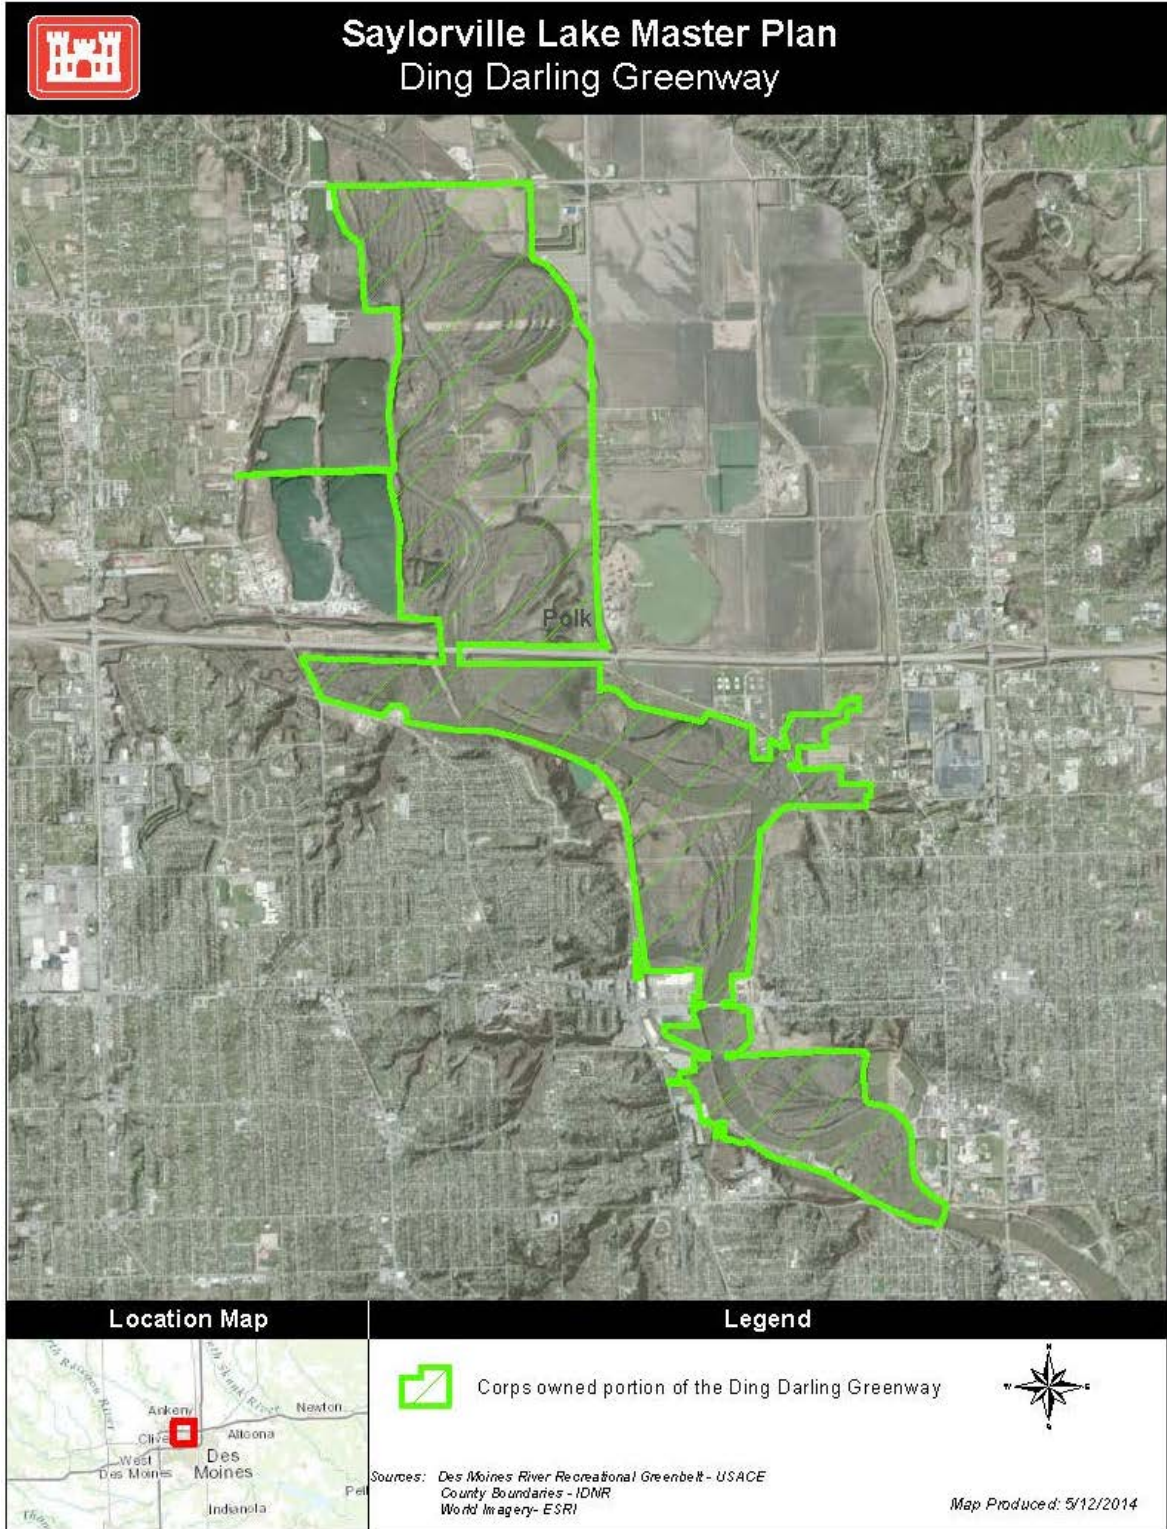 Saylorville Lake Master Plan
Ding Darling Greenway
Polk
Location Map
Legend
Ankeny
Newton
Clive
Altoona
West
Des Moines
Des
Moines
Indianola
Corps owned portion of the Ding Darling Greenway
N
W
E
S
Sources: Des Moines River Recreational Greenbelt - USACE
County Boundaries - IDNR
World Imagery- ESRI
Map Produced: 5/12/2014